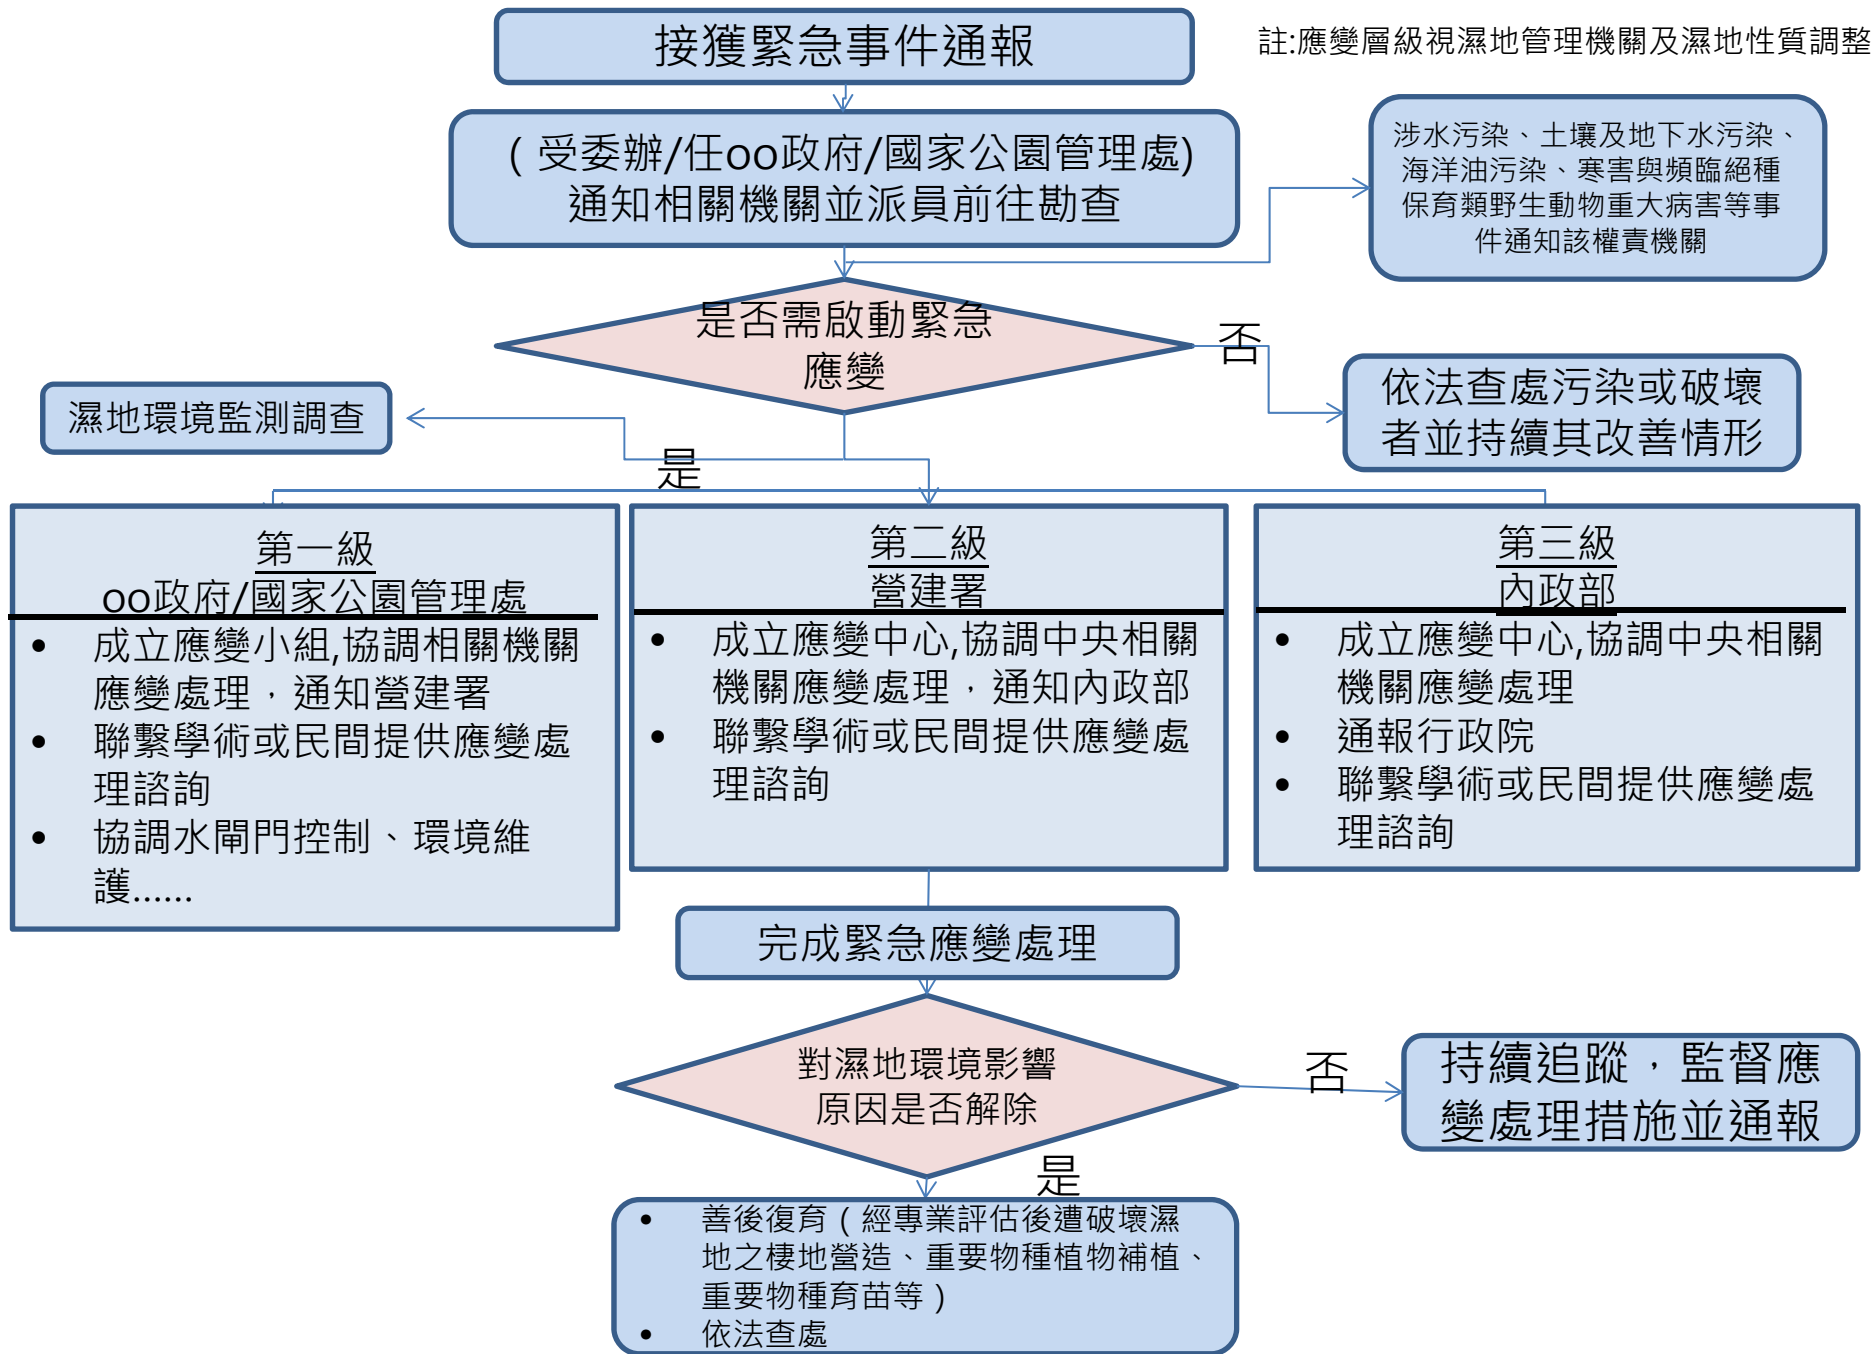 接獲緊急事件通報
註:應變層級視濕地管理機關及濕地性質調整
( 受委辦/任oo政府/國家公園管理處)
通知相關機關並派員前往勘查
涉水污染、土壤及地下水污染、
海洋油污染、寒害與頻臨絕種
保育類野生動物重大病害等事
件通知該權責機關
是否需啟動緊急
應變
否
依法查處污染或破壞
者並持續其改善情形
濕地環境監測調查
是
第一級
oo政府/國家公園管理處
• 成立應變小組,協調相關機關
應變處理，通知營建署
• 聯繫學術或民間提供應變處
理諮詢
• 協調水閘門控制、環境維
護......
第二級
營建署
• 成立應變中心,協調中央相關
機關應變處理，通知內政部
• 聯繫學術或民間提供應變處
理諮詢
第三級
內政部
• 成立應變中心,協調中央相關
機關應變處理
• 通報行政院
• 聯繫學術或民間提供應變處
理諮詢
完成緊急應變處理
對濕地環境影響
原因是否解除
否
持續追蹤，監督應
變處理措施並通報
是
• 善後復育（經專業評估後遭破壞濕
地之棲地營造、重要物種植物補植、
重要物種育苗等）
• 依法查處